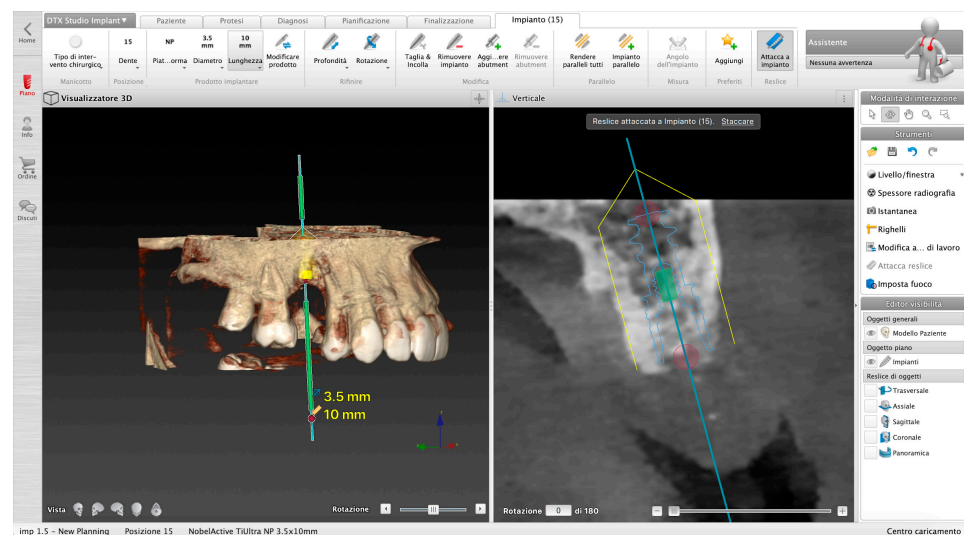 DTX Studio Implant ▾
Paziente
Protesi
Diagnosi
Pianificazione
Finalizzazione
Impianto (15)
Home
Piano
Info
Ordine
Discuti
15
NP
3.5 mm
10 mm
Tipo di inter-
vento chirurgico
Dente
Plat...orma
Diametro
Lunghezza
Modificare prodotto
Profondità
Rotazione
Taglia & Incolla
Rimuovere impianto
Aggi...ere abutment
Rimuovere abutment
Rendere paralleli tutti
Impianto parallelo
Angolo dell'impianto
Aggiungi
Attacca a impianto
Manicotto
Posizione
Prodotto implantare
Rifinire
Modifica
Parallelo
Misura
Preferiti
Reslice
Assistente
Nessuna avvertenza
Visualizzatore 3D
Verticale
Reslice attaccata a Impianto (15). Staccare
3.5 mm
10 mm
Vista
Rotazione
Rotazione 0 di 180
Modalità di interazione
Strumenti
Livello/finestra
Spessore radiografia
Istantanea
Righelli
Modifica a... di lavoro
Attacca reslice
Imposta fuoco
Editor visibilità
Oggetti generali
Modello Paziente
Oggetto piano
Impianti
Reslice di oggetti
Trasversale
Assiale
Sagittale
Coronale
Panoramica
imp 1.5 - New Planning Posizione 15 NobelActive TiUltra NP 3.5x10mm
Centro caricamento